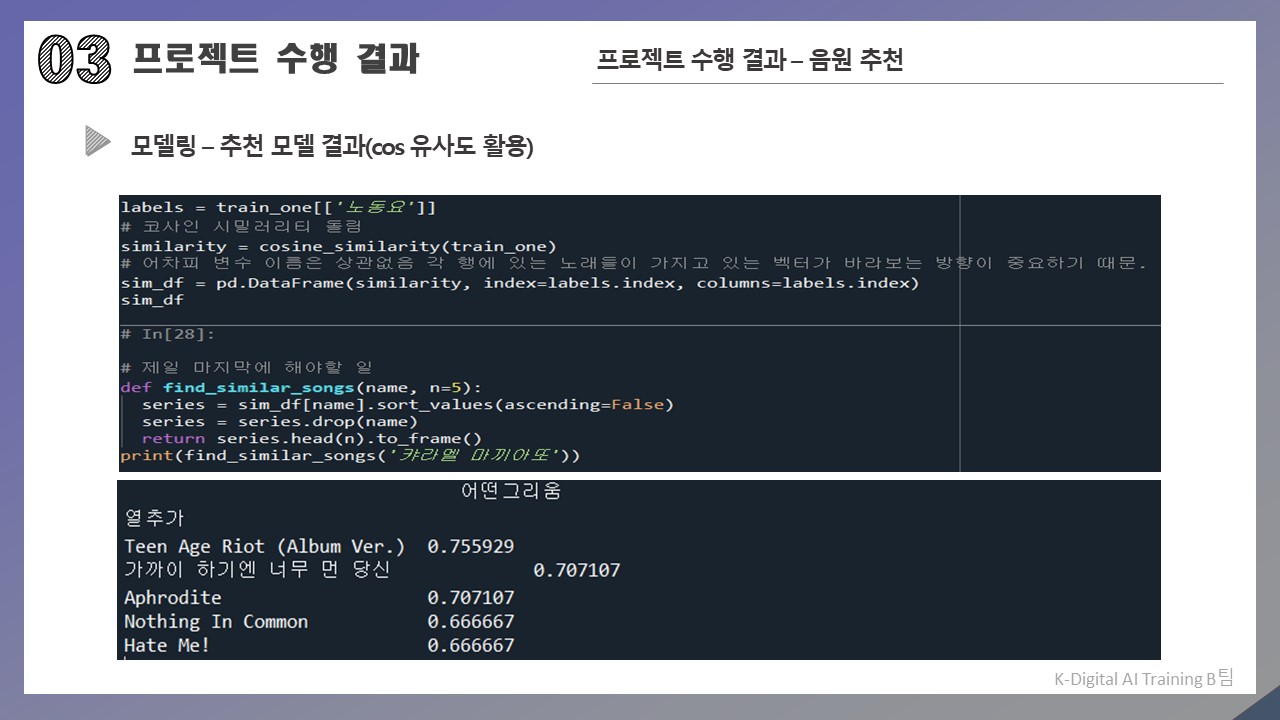 03 프로젝트 수행 결과
프로젝트 수행 결과 – 음원 추천
모델링 – 추천 모델 결과(cos 유사도 활용)
labels = train_one[['노동요']]
# 코사인 시밀러리티 돌림
similarity = cosine_similarity(train_one)
# 어차피 변수 이름은 상관없음 각 행에 있는 노래들이 가지고 있는 벡터가 바라보는 방향이 중요하기 때문.
sim_df = pd.DataFrame(similarity, index=labels.index, columns=labels.index)
sim_df
# In[28]:
# 제일 마지막에 해야할 일
def find_similar_songs(name, n=5):
series = sim_df[name].sort_values(ascending=False)
series = series.drop(name)
return series.head(n).to_frame()
print(find_similar_songs('캬라멜 마끼아또'))
어떤그리움
열추가
Teen Age Riot (Album Ver.) 0.755929
가까이 하기엔 너무 먼 당신 0.707107
Aphrodite 0.707107
Nothing In Common 0.666667
Hate Me! 0.666667
K-Digital AI Training B팀